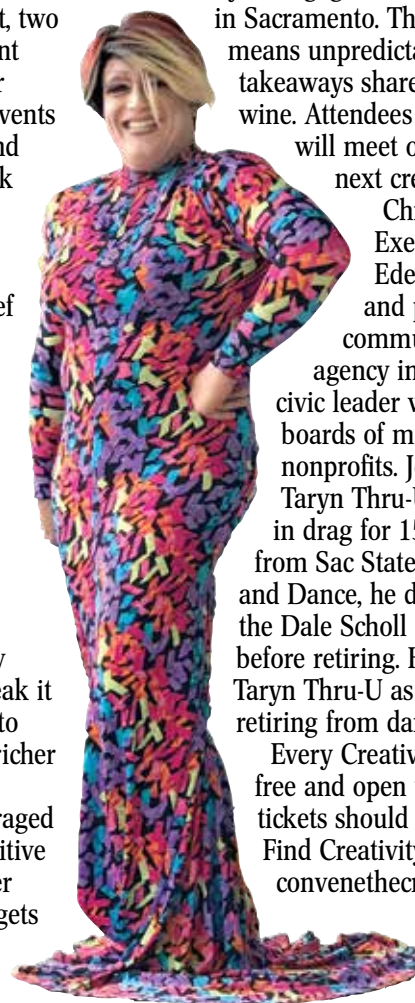 t, two
nt
r
vents
nd
k
ef
y
eak it
to
richer
raged
itive
er
gets
in Sacramento. Th
means unpredicta
takeaways share
wine. Attendees
will meet o
next cre
Ch
Exe
Ede
and p
commu
agency in
civic leader v
boards of m
nonprofits. J
Taryn Thru-U
in drag for 15
from Sac State
and Dance, he d
the Dale Scholl
before retiring. H
Taryn Thru-U as
retiring from da
Every Creativ
free and open t
tickets should
Find Creativity
convenethecr